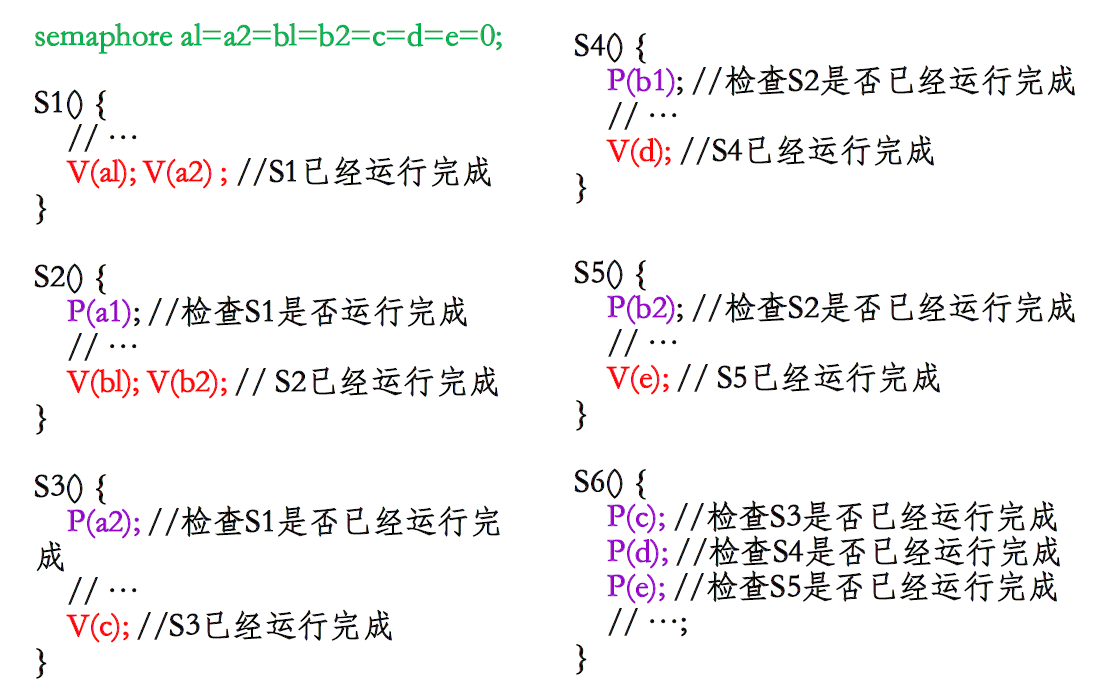 semaphore al=a2=bl=b2=c=d=e=0;
S1() {
// …
V(al); V(a2) ; //S1已经运行完成
}
S2() {
P(a1); //检查S1是否运行完成
// …
V(bl); V(b2); // S2已经运行完成
}
S3() {
P(a2); //检查S1是否已经运行完
成
// …
V(c); //S3已经运行完成
}
S4() {
P(b1); //检查S2是否已经运行完成
// …
V(d); //S4已经运行完成
}
S5() {
P(b2); //检查S2是否已经运行完成
// …
V(e); // S5已经运行完成
}
S6() {
P(c); //检查S3是否已经运行完成
P(d); //检查S4是否已经运行完成
P(e); //检查S5是否已经运行完成
// …;
}